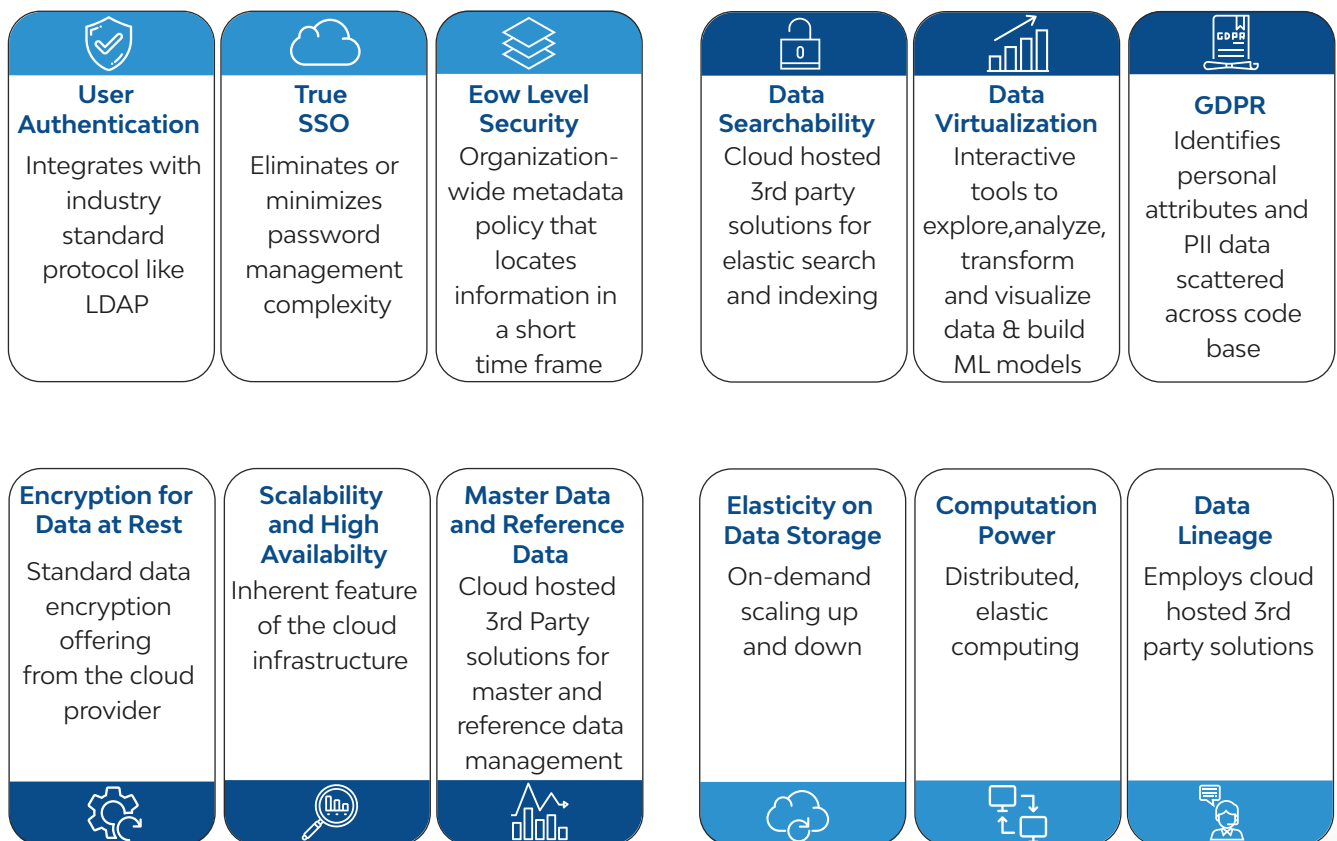 User
Authentication
Integrates with
industry
standard
protocol like
LDAP
True
SSO
Eliminates or
minimizes
password
management
complexity
Eow Level
Security
Organization-
wide metadata
policy that
locates
information in
a short
time frame
0
Data
Searchability
Cloud hosted
3rd party
solutions for
elastic search
and indexing
Data
Virtualization
Interactive
tools to
explore,analyze,
transform
and visualize
data & build
ML models
GDPR
GDPR
Identifies
personal
attributes and
PII data
scattered
across code
base
Encryption for
Data at Rest
Standard data
encryption
offering
from the cloud
provider
Scalability
and High
Availabilty
Inherent feature
of the cloud
infrastructure
Master Data
and Reference
Data
Cloud hosted
3rd Party
solutions for
master and
reference data
management
Elasticity on
Data Storage
On-demand
scaling up
and down
Computation
Power
Distributed,
elastic
computing
Data
Lineage
Employs cloud
hosted 3rd
party solutions